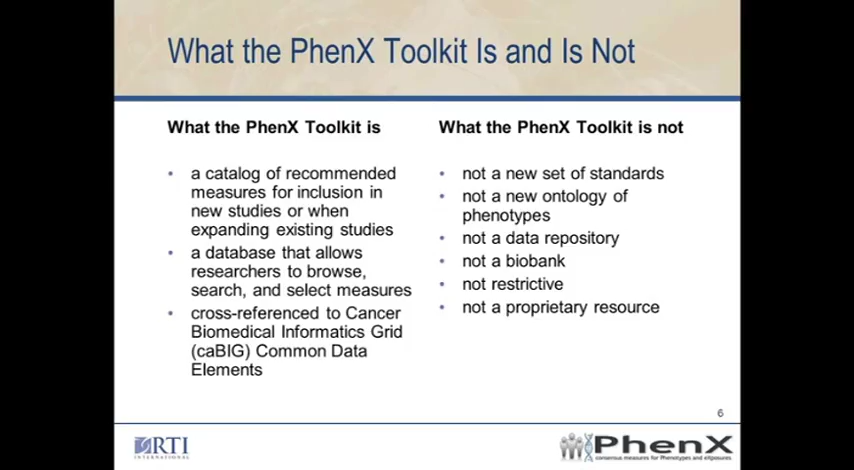 What the PhenX Toolkit Is and Is Not
What the PhenX Toolkit is
• a catalog of recommended
measures for inclusion in
new studies or when
expanding existing studies
• a database that allows
researchers to browse,
search, and select measures
• cross-referenced to Cancer
Biomedical Informatics Grid
(caBIG) Common Data
Elements
What the PhenX Toolkit is not
• not a new set of standards
• not a new ontology of
phenotypes
• not a data repository
• not a biobank
• not restrictive
• not a proprietary resource
6
RTI
INTERNATIONAL
PhenX
consensus measures for Phenotypes and eXposures